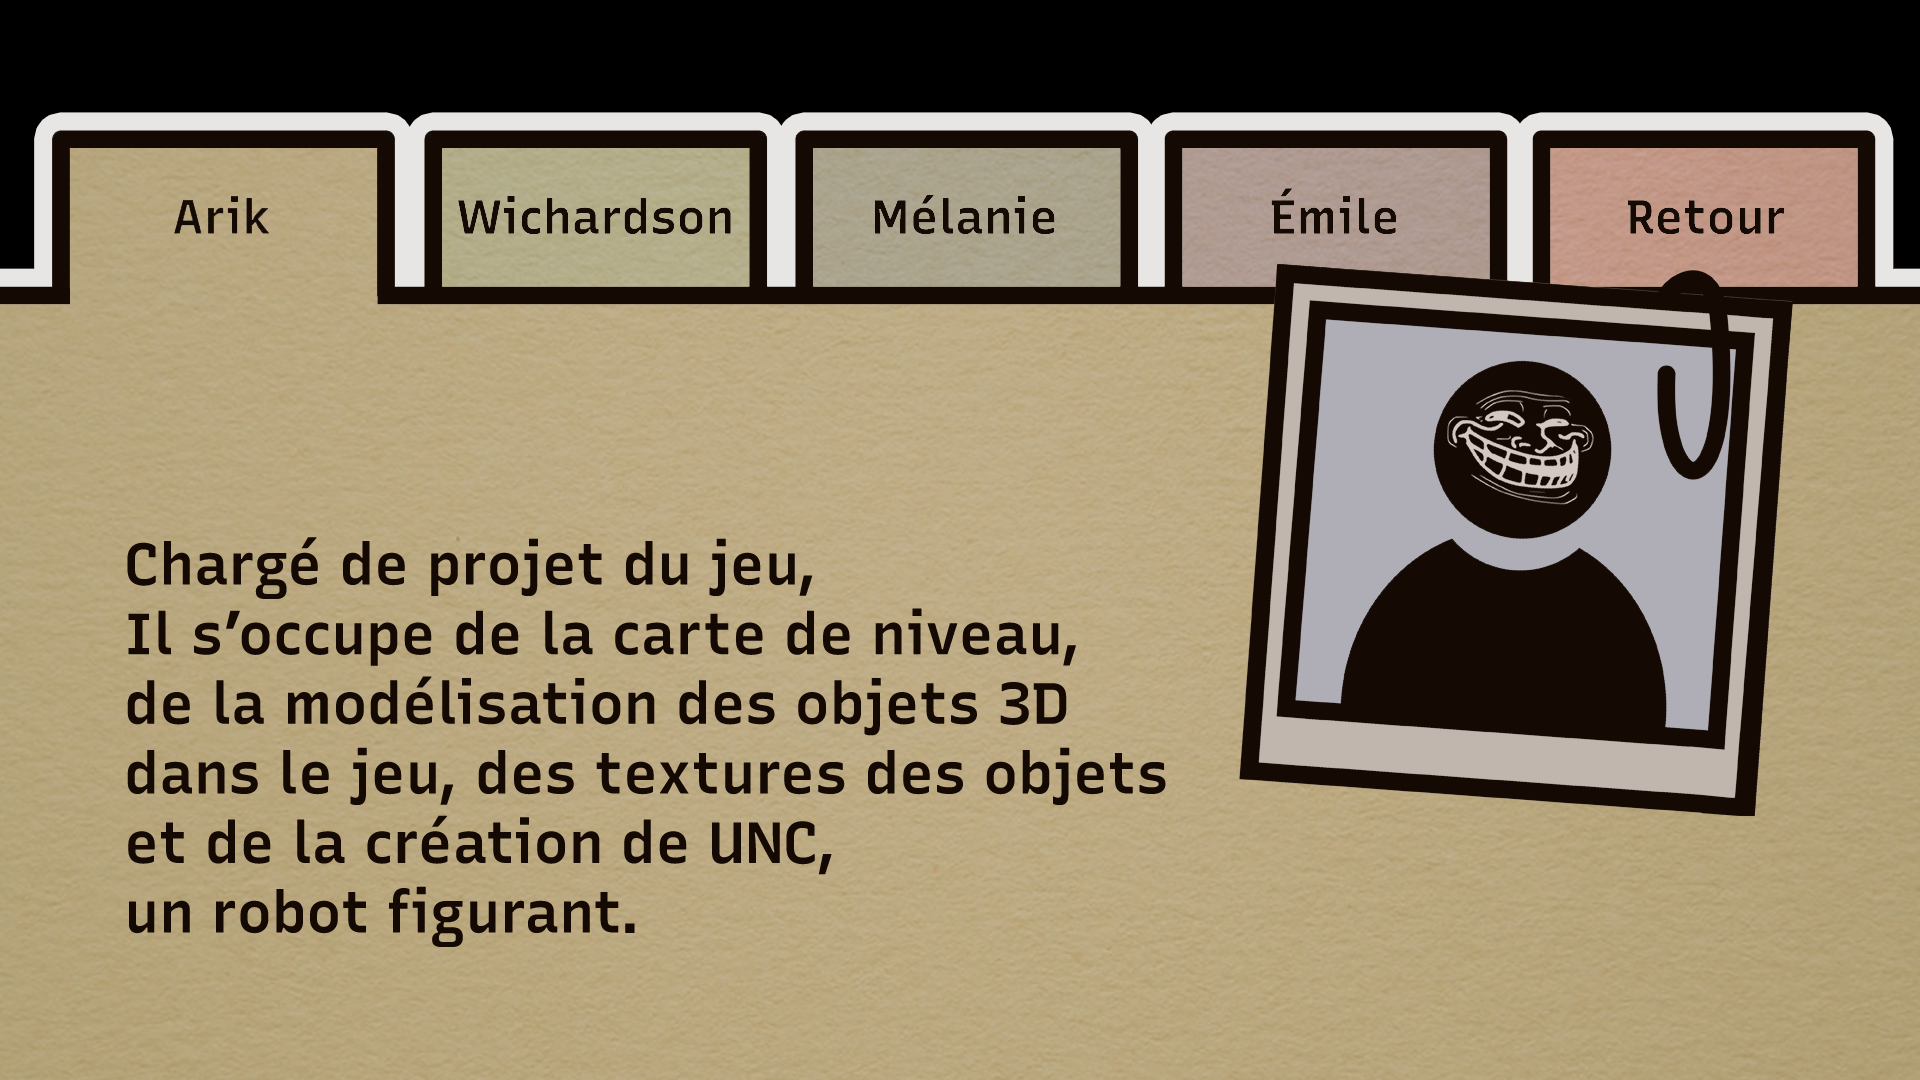 Arik
Wichardson
Mélanie
Émile
Retour
Chargé de projet du jeu,
Il s’occupe de la carte de niveau,
de la modélisation des objets 3D
dans le jeu, des textures des objets
et de la création de UNC,
un robot figurant.